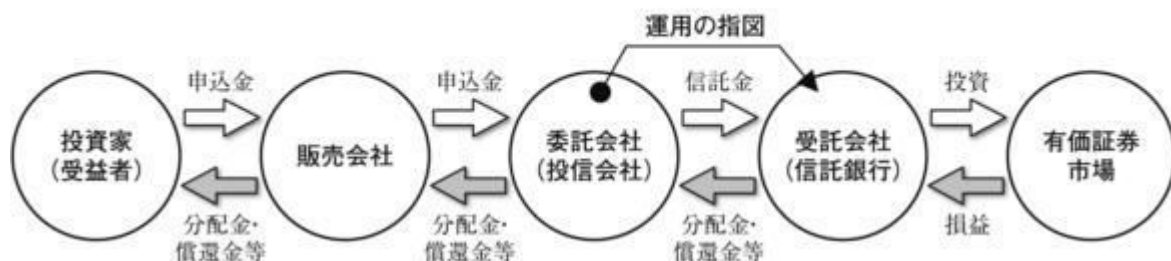 運用の指図
申込金
申込金
信託金
投資
投資家
(受益者)
販売会社
委託会社
(投信会社)
受託会社
(信託銀行)
有価証券
市場
分配金・
償還金等
分配金・
償還金等
分配金・
償還金等
損益